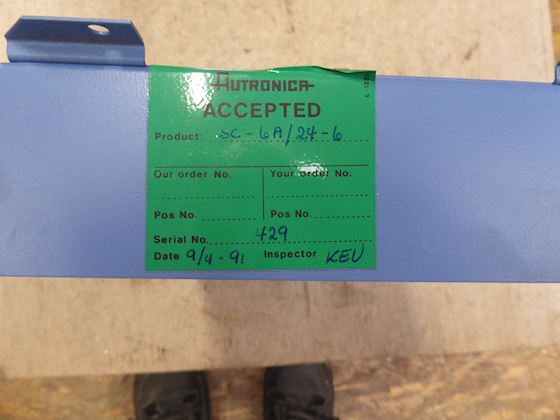 AUTRONICA
ACCEPTED
Product: SC-6A/24-6
Our order No. Your order No.
Pos No. Pos No.
Serial No. 429
Date 9/4-91 Inspector KEU